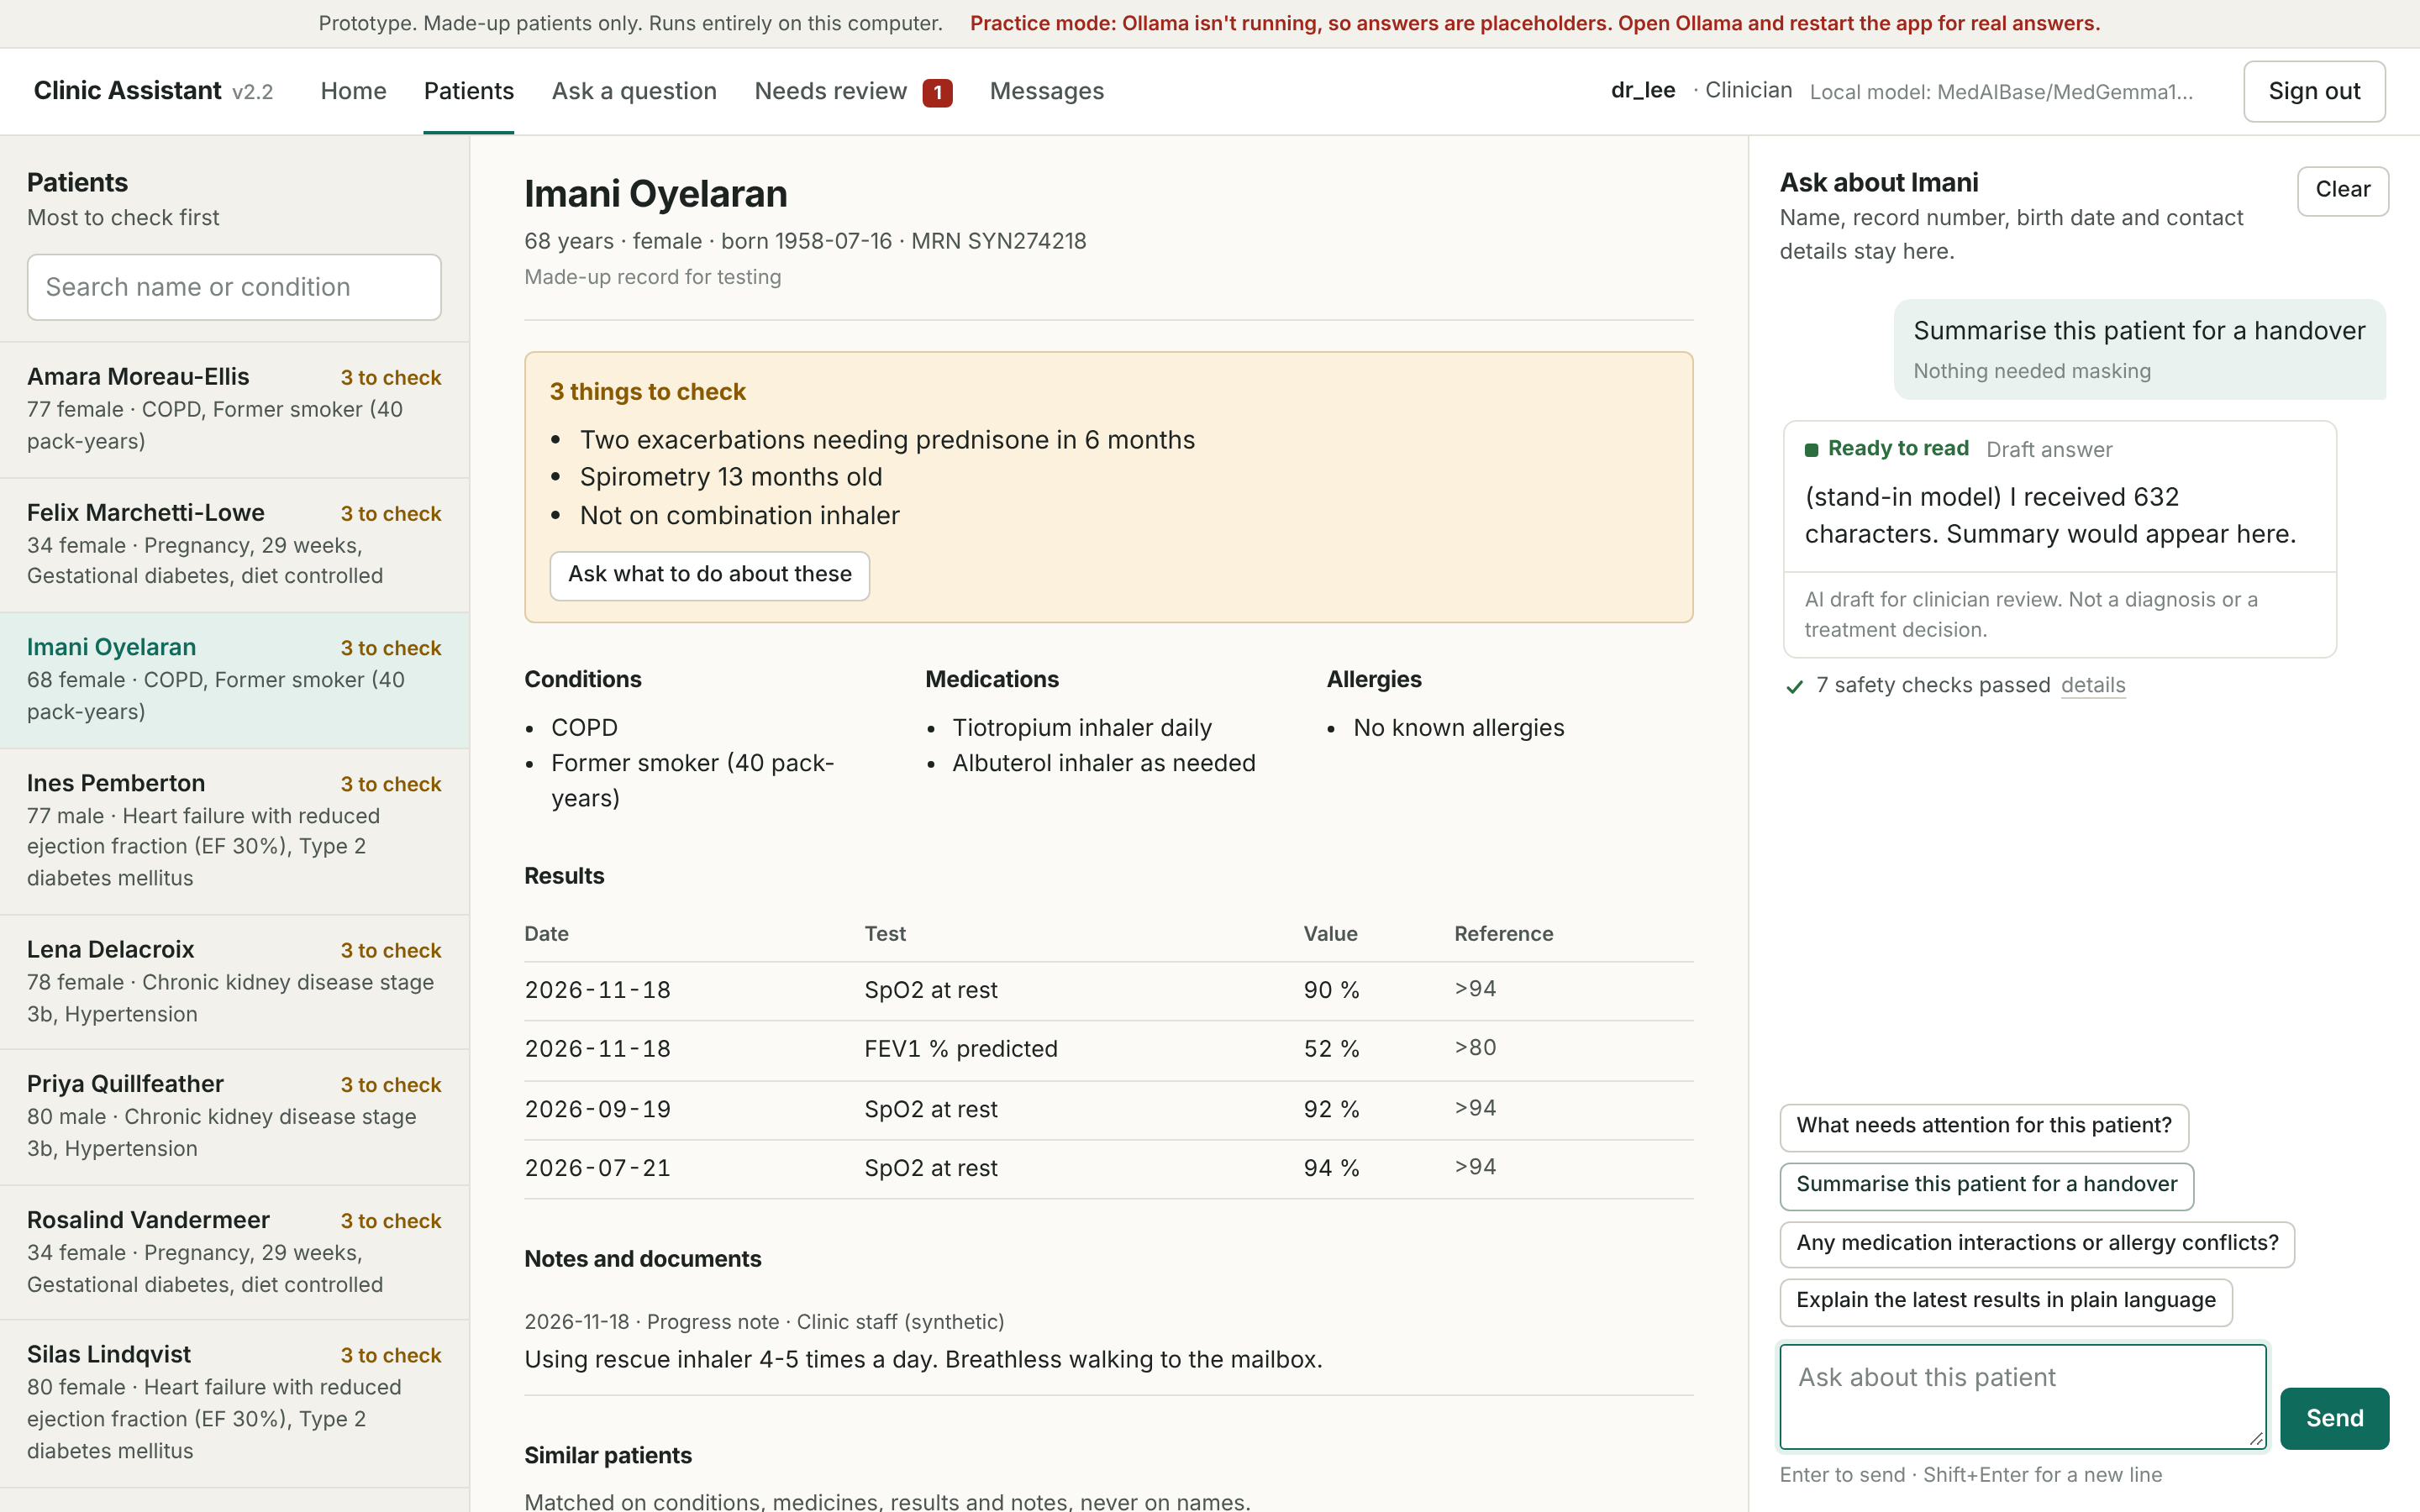 Prototype. Made-up patients only. Runs entirely on this computer. Practice mode: Ollama isn't running, so answers are placeholders. Open Ollama and restart the app for real answers.
Clinic Assistant v2.2
Home
Patients
Ask a question
Needs review 1
Messages
dr_lee · Clinician
Local model: MedAIBase/MedGemma1...
Sign out
Patients
Most to check first
Search name or condition
Amara Moreau-Ellis 3 to check
77 female · COPD, Former smoker (40
pack-years)
Felix Marchetti-Lowe 3 to check
34 female · Pregnancy, 29 weeks,
Gestational diabetes, diet controlled
Imani Oyelaran 3 to check
68 female · COPD, Former smoker (40
pack-years)
Ines Pemberton 3 to check
77 male · Heart failure with reduced
ejection fraction (EF 30%), Type 2
diabetes mellitus
Lena Delacroix 3 to check
78 female · Chronic kidney disease stage
3b, Hypertension
Priya Quillfeather 3 to check
80 male · Chronic kidney disease stage
3b, Hypertension
Rosalind Vandermeer 3 to check
34 female · Pregnancy, 29 weeks,
Gestational diabetes, diet controlled
Silas Lindqvist 3 to check
80 female · Heart failure with reduced
ejection fraction (EF 30%), Type 2
diabetes mellitus
Imani Oyelaran
68 years · female · born 1958-07-16 · MRN SYN274218
Made-up record for testing
3 things to check
• Two exacerbations needing prednisone in 6 months
• Spirometry 13 months old
• Not on combination inhaler
Ask what to do about these
Conditions
• COPD
• Former smoker (40 pack-
years)
Medications
• Tiotropium inhaler daily
• Albuterol inhaler as needed
Allergies
• No known allergies
Results
Date Test Value Reference
2026-11-18 SpO2 at rest 90 % >94
2026-11-18 FEV1 % predicted 52 % >80
2026-09-19 SpO2 at rest 92 % >94
2026-07-21 SpO2 at rest 94 % >94
Notes and documents
2026-11-18 · Progress note · Clinic staff (synthetic)
Using rescue inhaler 4-5 times a day. Breathless walking to the mailbox.
Similar patients
Matched on conditions, medicines, results and notes, never on names.
Ask about Imani
Clear
Name, record number, birth date and contact
details stay here.
Summarise this patient for a handover
Nothing needed masking
Ready to read Draft answer
(stand-in model) I received 632
characters. Summary would appear here.
AI draft for clinician review. Not a diagnosis or a
treatment decision.
✓ 7 safety checks passed details
What needs attention for this patient?
Summarise this patient for a handover
Any medication interactions or allergy conflicts?
Explain the latest results in plain language
Ask about this patient
Send
Enter to send · Shift+Enter for a new line